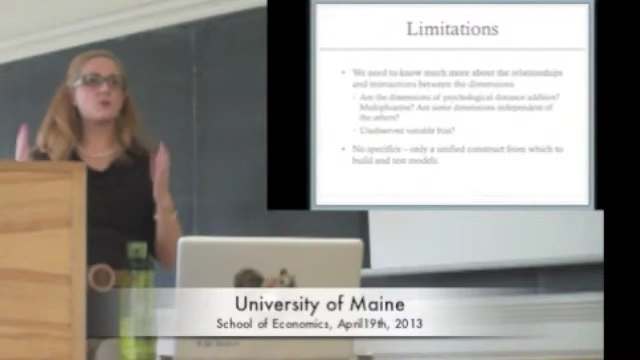 Limitations
• We need to know much more about the relationships
and interactions between the dimensions.
– Are the dimensions of psychological distance additive?
Multiplicative? Are some dimensions independent of
the others?
– Unobserved variable bias?
• No specifics – only a unified construct from which to
build and test models.
University of Maine
School of Economics, April19th, 2013